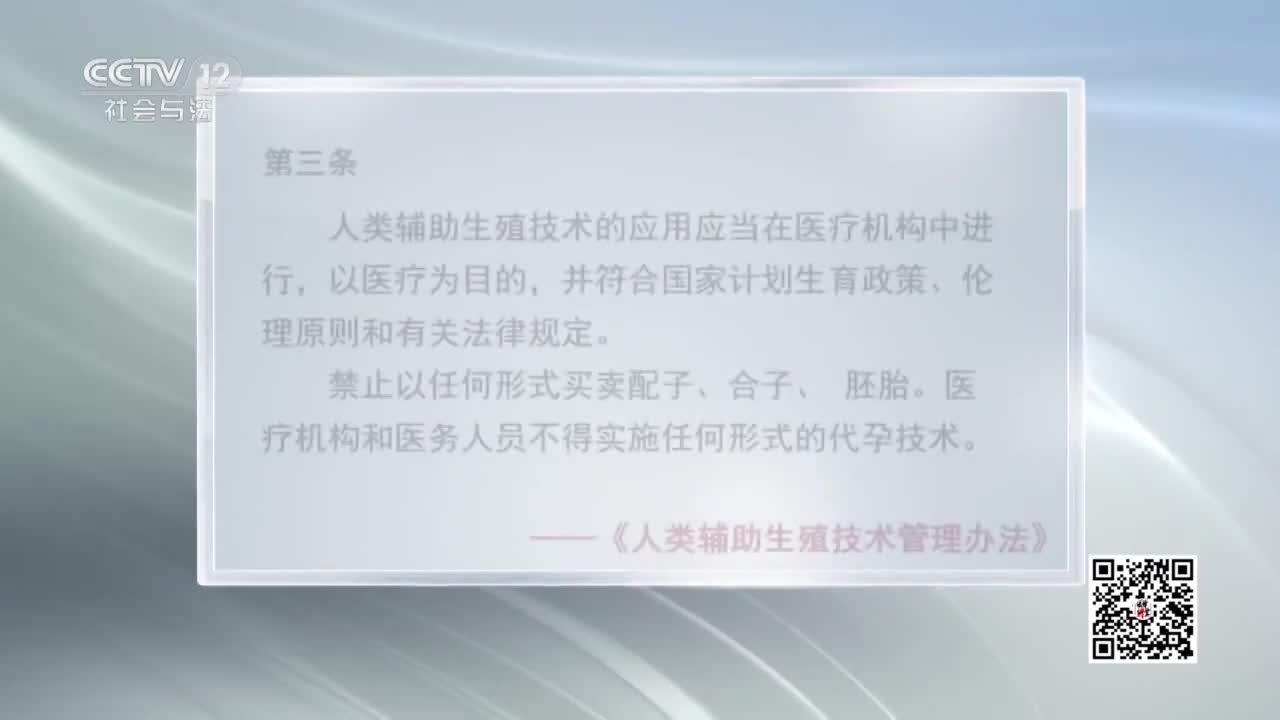 CCTV 12
社会与法
第三条
人类辅助生殖技术的应用应当在医疗机构中进
行，以医疗为目的，并符合国家计划生育政策、伦
理原则和有关法律规定。
禁止以任何形式买卖配子、合子、 胚胎。医
疗机构和医务人员不得实施任何形式的代孕技术。
——《人类辅助生殖技术管理办法》